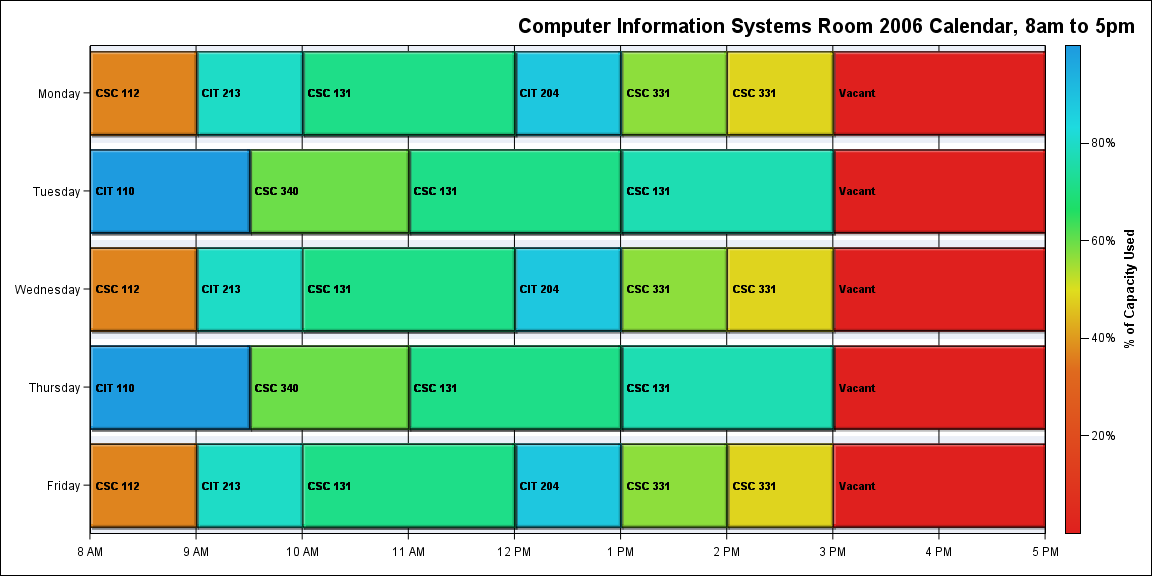 Computer Information Systems Room 2006 Calendar, 8am to 5pm
Monday
CSC 112
CIT 213
CSC 131
CIT 204
CSC 331
CSC 331
Vacant
Tuesday
CIT 110
CSC 340
CSC 131
CSC 131
Vacant
Wednesday
CSC 112
CIT 213
CSC 131
CIT 204
CSC 331
CSC 331
Vacant
Thursday
CIT 110
CSC 340
CSC 131
CSC 131
Vacant
Friday
CSC 112
CIT 213
CSC 131
CIT 204
CSC 331
CSC 331
Vacant
8 AM
9 AM
10 AM
11 AM
12 PM
1 PM
2 PM
3 PM
4 PM
5 PM
80%
60%
40%
20%
% of Capacity Used